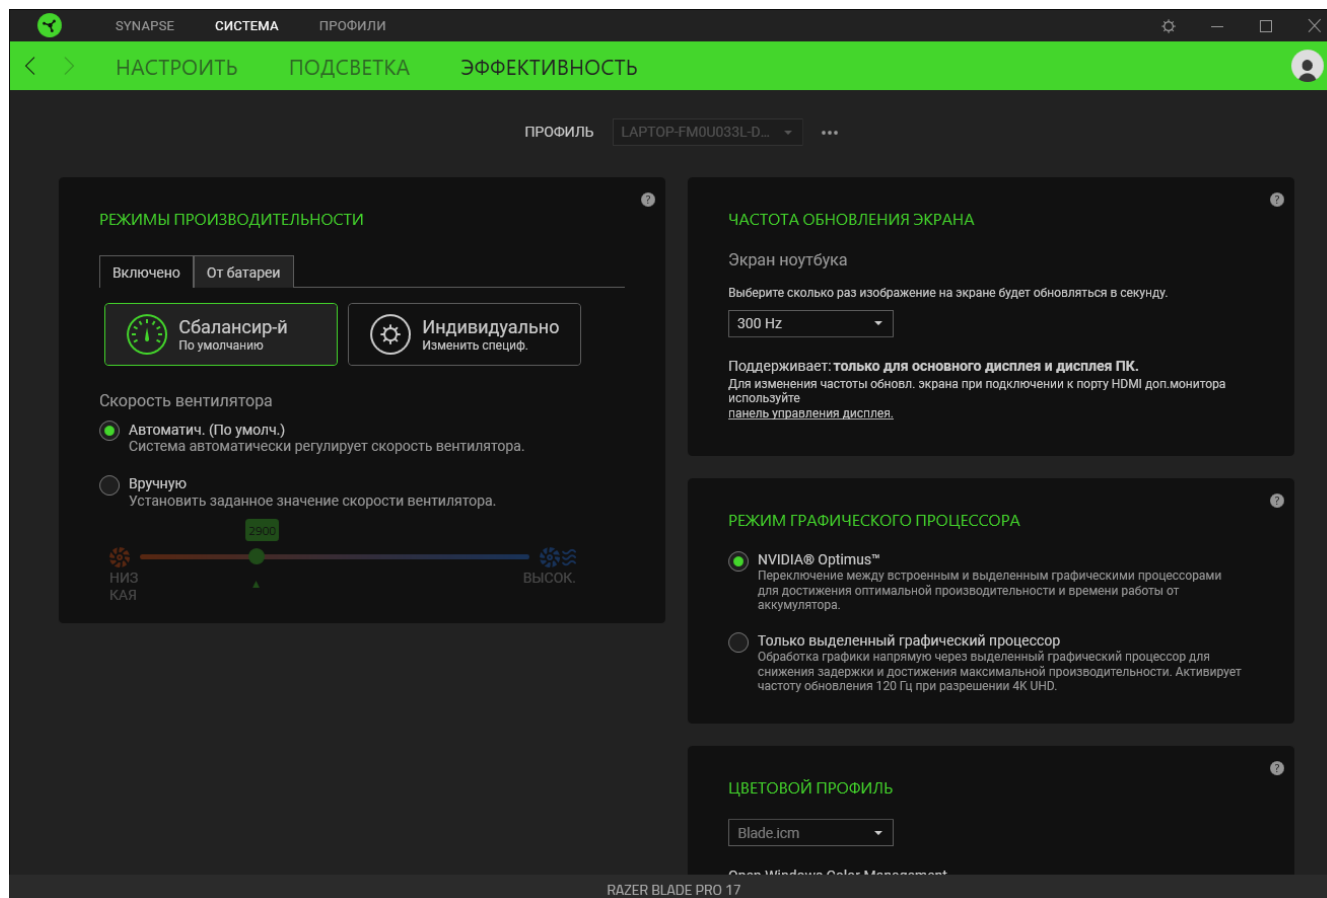 SYNAPSE СИСТЕМА ПРОФИЛИ
НАСТРОИТЬ ПОДСВЕТКА ЭФФЕКТИВНОСТЬ
ПРОФИЛЬ LAPTOP-FM0U033L-D...
РЕЖИМЫ ПРОИЗВОДИТЕЛЬНОСТИ
Включено От батареи
Сбалансир-й
По умолчанию
Индивидуально
Изменить специф.
Скорость вентилятора
Автоматич. (По умолч.)
Система автоматически регулирует скорость вентилятора.
Вручную
Установить заданное значение скорости вентилятора.
2900
НИЗ
КАЯ
ВЫСОК.
ЧАСТОТА ОБНОВЛЕНИЯ ЭКРАНА
Экран ноутбука
Выберите сколько раз изображение на экране будет обновляться в секунду.
300 Hz
Поддерживает: только для основного дисплея и дисплея ПК.
Для изменения частоты обновл. экрана при подключении к порту HDMI доп.монитора
используйте
панель управления дисплея.
РЕЖИМ ГРАФИЧЕСКОГО ПРОЦЕССОРА
NVIDIA® Optimus™
Переключение между встроенным и выделенным графическими процессорами
для достижения оптимальной производительности и времени работы от
аккумулятора.
Только выделенный графический процессор
Обработка графики напрямую через выделенный графический процессор для
снижения задержки и достижения максимальной производительности. Активирует
частоту обновления 120 Гц при разрешении 4K UHD.
ЦВЕТОВОЙ ПРОФИЛЬ
Blade.icm
Open Windows Color Management
RAZER BLADE PRO 17